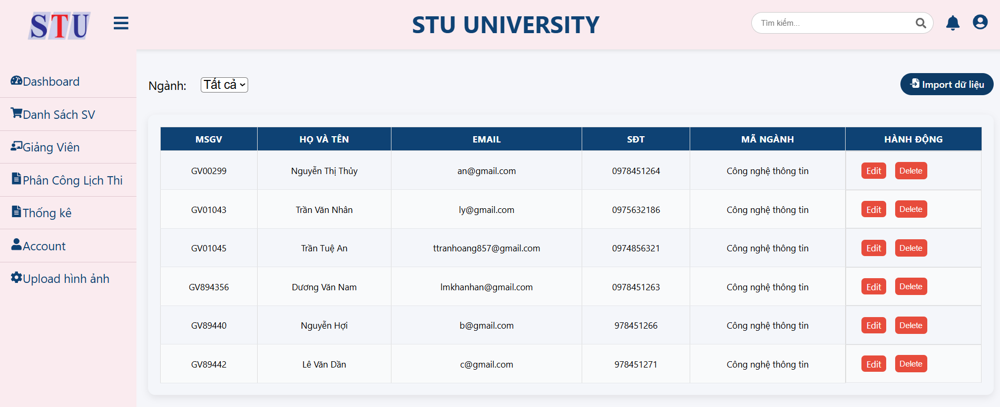 STU
STU UNIVERSITY
Tìm kiếm...
Dashboard
Danh Sách SV
Giảng Viên
Phân Công Lịch Thi
Thống kê
Account
Upload hình ảnh
Ngành: Tất cả
Import dữ liệu
MSGV HỌ VÀ TÊN EMAIL SĐT MÃ NGÀNH HÀNH ĐỘNG
GV00299 Nguyễn Thị Thủy an@gmail.com 0978451264 Công nghệ thông tin Edit Delete
GV01043 Trần Văn Nhân ly@gmail.com 0975632186 Công nghệ thông tin Edit Delete
GV01045 Trần Tuệ An ttranhoang857@gmail.com 0974856321 Công nghệ thông tin Edit Delete
GV894356 Dương Văn Nam lmkhanhan@gmail.com 0978451263 Công nghệ thông tin Edit Delete
GV89440 Nguyễn Hợi b@gmail.com 978451266 Công nghệ thông tin Edit Delete
GV89442 Lê Văn Dần c@gmail.com 978451271 Công nghệ thông tin Edit Delete